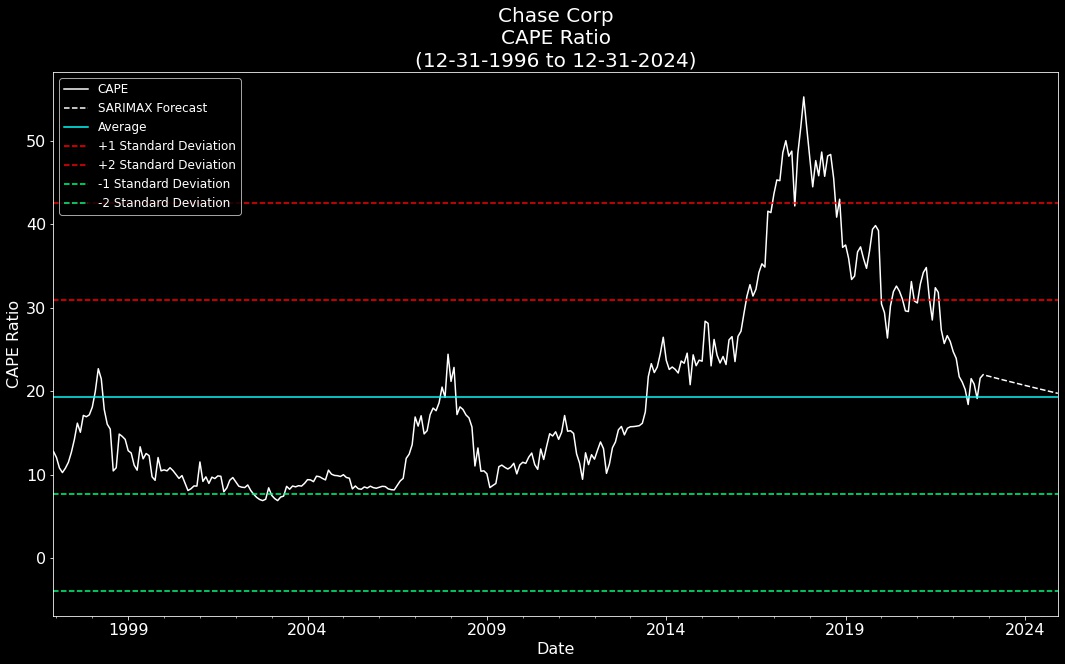 Chase Corp
CAPE Ratio
(12-31-1996 to 12-31-2024)
CAPE
SARIMAX Forecast
Average
+1 Standard Deviation
+2 Standard Deviation
-1 Standard Deviation
-2 Standard Deviation
50
40
30
20
10
0
CAPE Ratio
1999 2004 2009 2014 2019 2024
Date